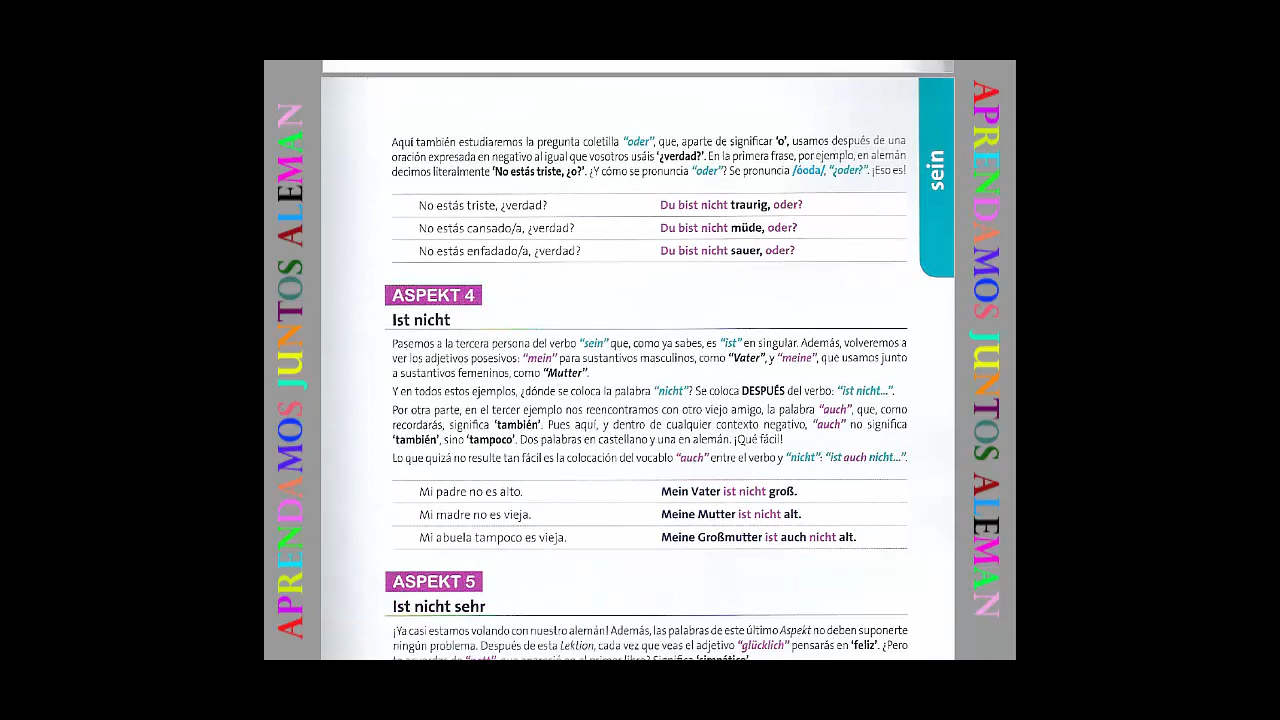 APRENDAMOS JUNTOS ALEMAN
Aquí también estudiaremos la pregunta coletilla “oder”, que, aparte de significar ‘o’, usamos después de una
oración expresada en negativo al igual que vosotros usáis ‘¿verdad?’. En la primera frase, por ejemplo, en alemán
decimos literalmente ‘No estás triste, ¿o?’. ¿Y cómo se pronuncia “oder”? Se pronuncia /óoda/, “¿oder?”. ¡Eso es!
No estás triste, ¿verdad? Du bist nicht traurig, oder?
No estás cansado/a, ¿verdad? Du bist nicht müde, oder?
No estás enfadado/a, ¿verdad? Du bist nicht sauer, oder?
ASPEKT 4
Ist nicht
Pasemos a la tercera persona del verbo “sein” que, como ya sabes, es “ist” en singular. Además, volveremos a
ver los adjetivos posesivos: “mein” para sustantivos masculinos, como “Vater”, y “meine”, que usamos junto
a sustantivos femeninos, como “Mutter”.
Y en todos estos ejemplos, ¿dónde se coloca la palabra “nicht”? Se coloca DESPUÉS del verbo: “ist nicht...”.
Por otra parte, en el tercer ejemplo nos reencontramos con otro viejo amigo, la palabra “auch”, que, como
recordarás, significa ‘también’. Pues aquí, y dentro de cualquier contexto negativo, “auch” no significa
‘también’, sino ‘tampoco’. Dos palabras en castellano y una en alemán. ¡Qué fácil!
Lo que quizá no resulte tan fácil es la colocación del vocablo “auch” entre el verbo y “nicht”: “ist auch nicht...”.
Mi padre no es alto. Mein Vater ist nicht groß.
Mi madre no es vieja. Meine Mutter ist nicht alt.
Mi abuela tampoco es vieja. Meine Großmutter ist auch nicht alt.
ASPEKT 5
Ist nicht sehr
¡Ya casi estamos volando con nuestro alemán! Además, las palabras de este último Aspekt no deben suponerte
ningún problema. Después de esta Lektion, cada vez que veas el adjetivo “glücklich” pensarás en ‘feliz’. ¿Pero
sein
APRENDAMOS JUNTOS ALEMAN